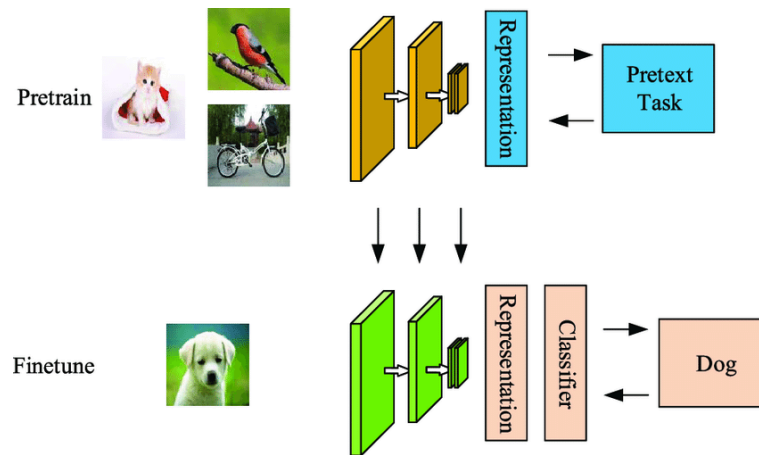 Pretrain
Representation
Pretext
Task
Finetune
Representation
Classifier
Dog